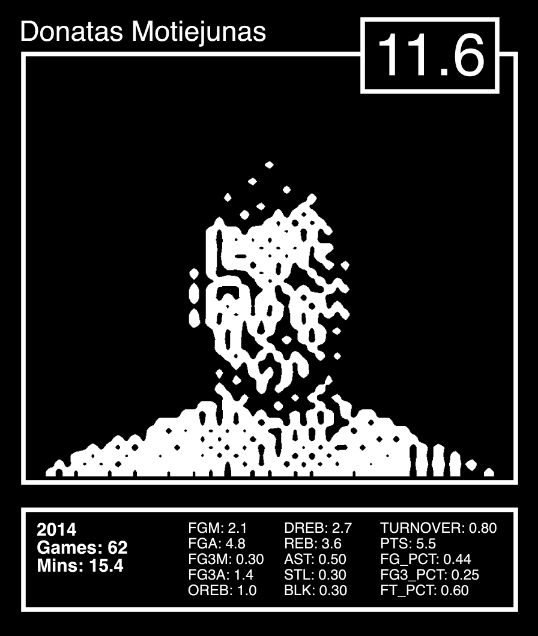 Donatas Motiejunas
11.6
2014
Games: 62
Mins: 15.4
FGM: 2.1
FGA: 4.8
FG3M: 0.30
FG3A: 1.4
OREB: 1.0
DREB: 2.7
REB: 3.6
AST: 0.50
STL: 0.30
BLK: 0.30
TURNOVER: 0.80
PTS: 5.5
FG_PCT: 0.44
FG3_PCT: 0.25
FT_PCT: 0.60